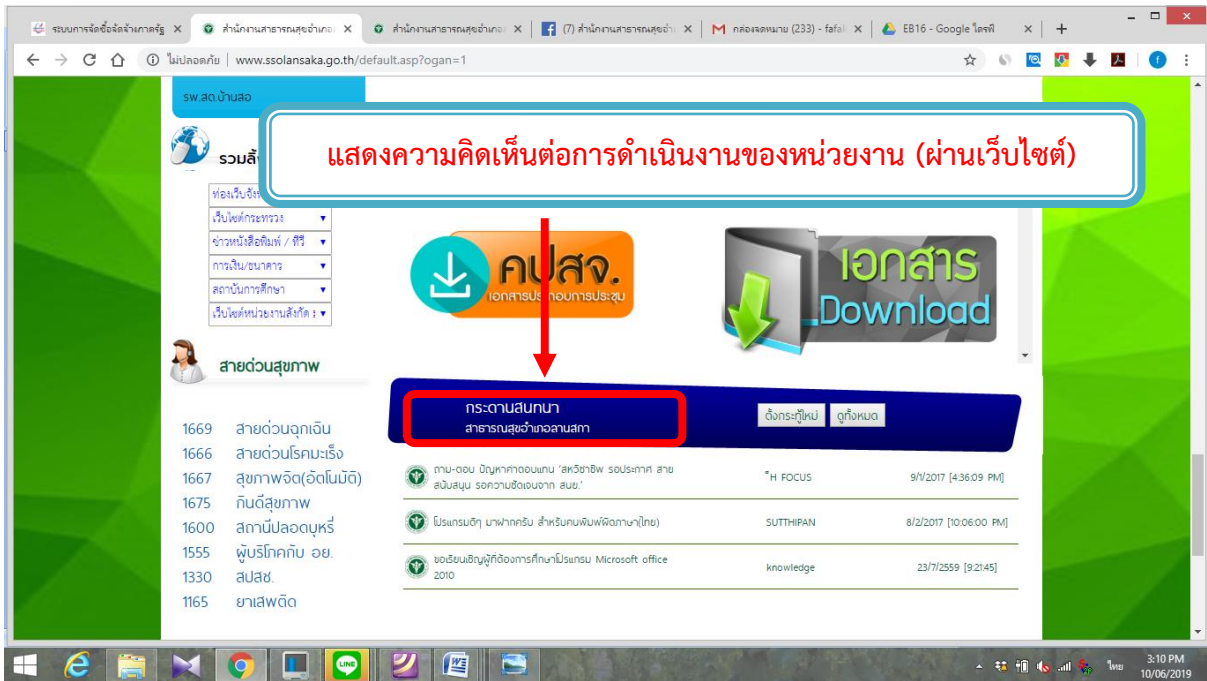 ระบบการจัดซื้อจัดจ้างภาครัฐ
สำนักงานสาธารณสุขอำเภอ
สำนักงานสาธารณสุขอำเภอ
(7) สำนักงานสาธารณสุขอำ
กล่องจดหมาย (233) - fafa
EB16 - Google ไดรฟ์
ไม่ปลอดภัย | www.ssolansaka.go.th/default.asp?ogan=1
รพ.สต.บ้านสอ
แสดงความคิดเห็นต่อการดำเนินงานของหน่วยงาน (ผ่านเว็บไซต์)
รวมลิ้
ท่องเว็บจัง
เว็บไซต์กระทรวง
ข่าวหนังสือพิมพ์ / ทีวี
การเงิน/ธนาคาร
สถาบันการศึกษา
เว็บไซต์หน่วยงานสังกัด
คปสจ.
เอกสารประกอบการประชุม
เอกสาร
Download
สายด่วนสุขภาพ
กระดานสนทนา
สาธารณสุขอำเภอลานสกา
ตั้งกระทู้ใหม่ ดูทั้งหมด
1669 สายด่วนฉุกเฉิน
1666 สายด่วนโรคมะเร็ง
1667 สุขภาพจิต(อัตโนมัติ)
1675 กินดีสุขภาพ
1600 สถานีปลอดบุหรี่
1555 ผู้บริโภคกับ อย.
1330 สปสช.
1165 ยาเสพติด
ถาม-ตอบ ปัญหาค่าตอบแทน 'สหวิชาชีพ รอประกาศ สาย
สนับสนุน รอความชัดเจนจาก สนย.'
ํH FOCUS
9/1/2017 [4:36:09 PM]
โปรแกรมดีๆ มาฝากครับ สำหรับคนพิมพ์ผิดภาษา(ไทย)
SUTTHIPAN
8/2/2017 [10:06:00 PM]
ขอเรียนเชิญผู้ที่ต้องการศึกษาโปรแกรม Microsoft office
2010
knowledge
23/7/2559 [9:21:45]
ไทย
3:10 PM
10/06/2019